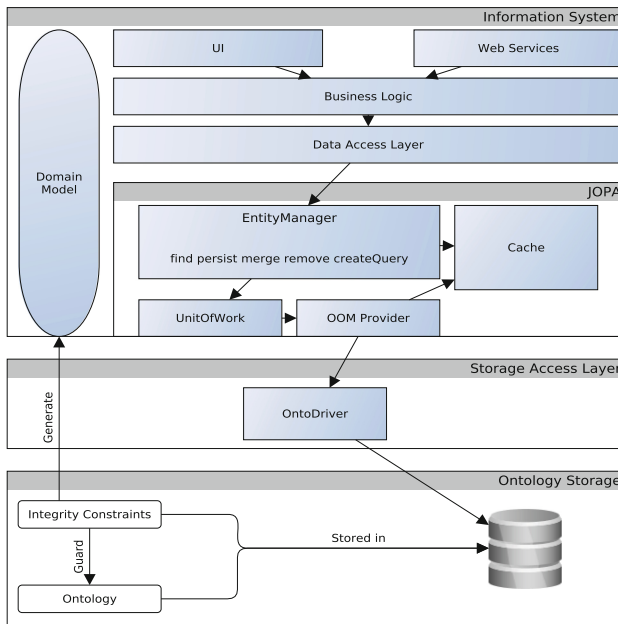 Information System
UI
Web Services
Business Logic
Data Access Layer
Domain
Model
JOPA
EntityManager
find persist merge remove createQuery
Cache
UnitOfWork
OOM Provider
Storage Access Layer
OntoDriver
Generate
Ontology Storage
Integrity Constraints
Guard
Stored in
Ontology